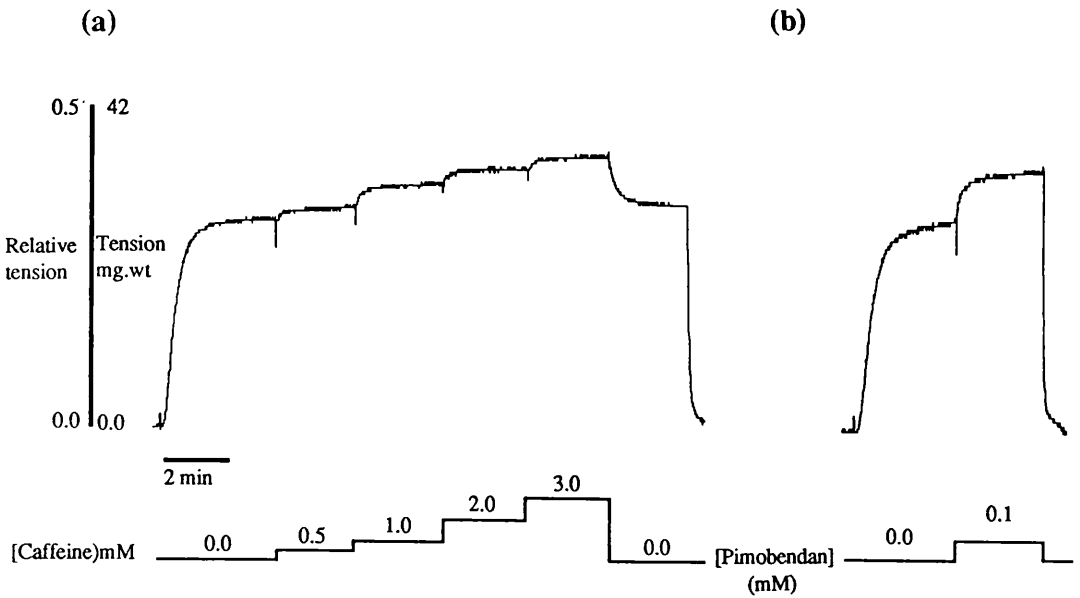 (a)
(b)
0.5 42
Relative Tension
tension mg.wt
0.0 0.0
2 min
[Caffeine)mM
0.0
0.5
1.0
2.0
3.0
0.0
[Pimobendan]
(mM)
0.0
0.1